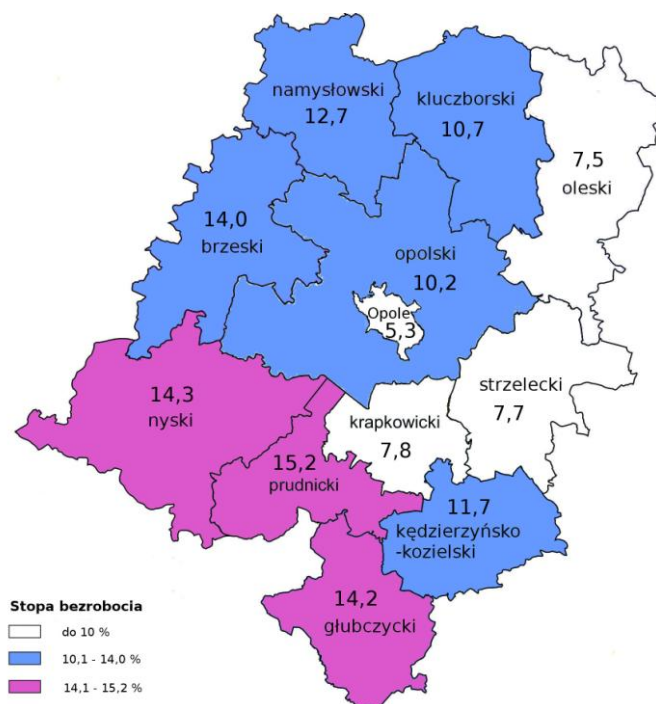 namysłowski
12,7
kluczborski
10,7
7,5
oleski
14,0
brzeski
opolski
10,2
Opole
5,3
14,3
nyski
strzelecki
7,7
krapkowicki
7,8
15,2
prudnicki
11,7
kędzierzyńsko
-kozielski
14,2
głubczycki
Stopa bezrobocia
do 10 %
10,1 - 14,0 %
14,1 - 15,2 %